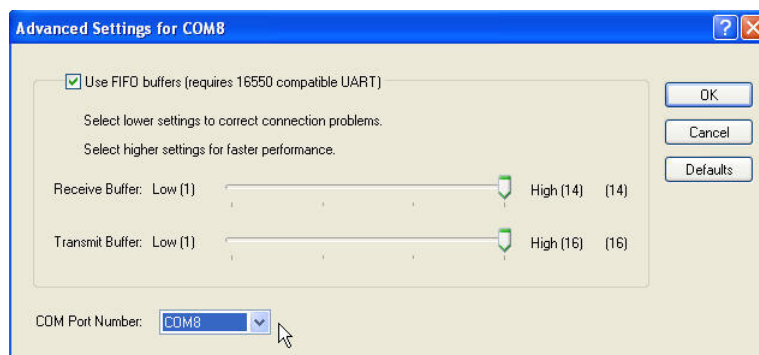 Advanced Settings for COM8
Use FIFO buffers (requires 16550 compatible UART)
Select lower settings to correct connection problems.
Select higher settings for faster performance.
Receive Buffer: Low (1) High (14) (14)
Transmit Buffer: Low (1) High (16) (16)
COM Port Number: COM8
OK
Cancel
Defaults